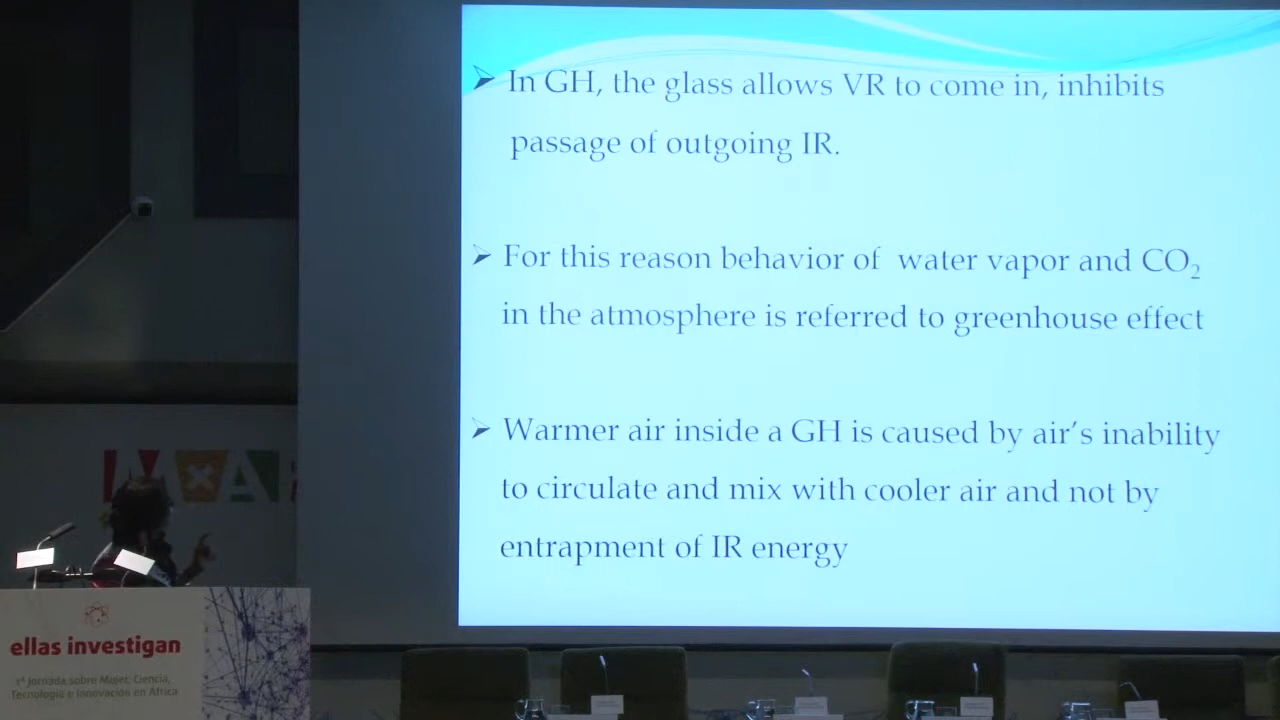 ➢ In GH, the glass allows VR to come in, inhibits
passage of outgoing IR.
➢ For this reason behavior of water vapor and CO₂
in the atmosphere is referred to greenhouse effect
➢ Warmer air inside a GH is caused by air's inability
to circulate and mix with cooler air and not by
entrapment of IR energy
ellas investigan
1ª Jornada sobre Mujer, Ciencia,
Tecnología e Innovación en África